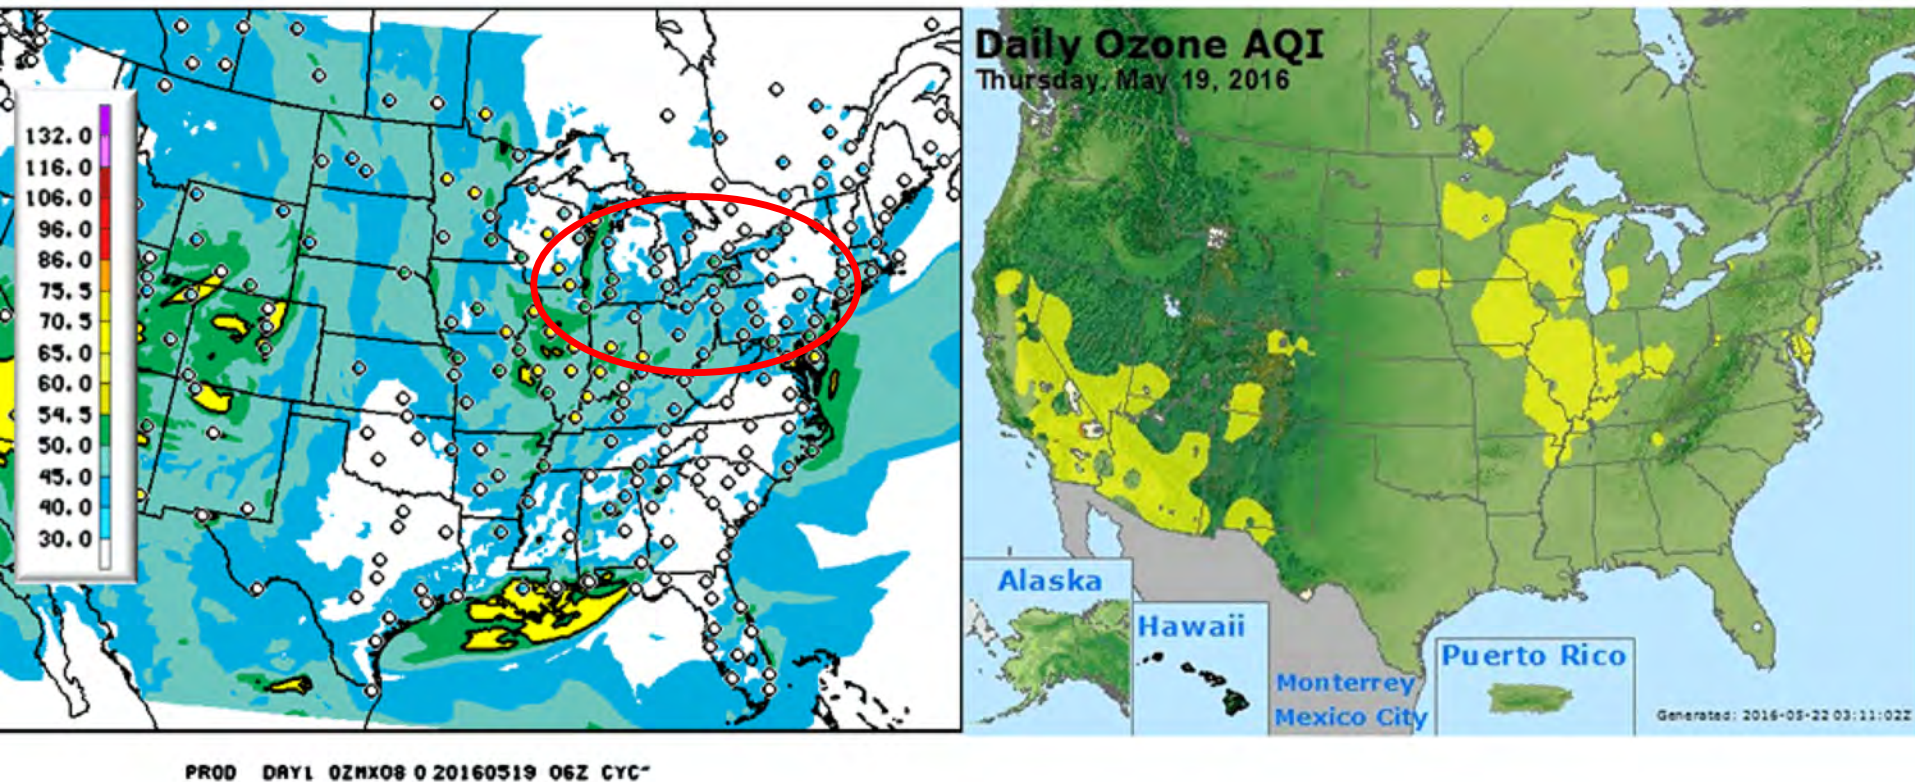 132.0
116.0
106.0
96.0
86.0
75.5
70.5
65.0
60.0
54.5
50.0
45.0
40.0
30.0
PROD DAY1 OZMX08 0 20160519 06Z CYC
Daily Ozone AQI
Thursday, May 19, 2016
Alaska
Hawaii
Monterrey
Mexico City
Puerto Rico
Generated: 2016-05-22 03:11:02Z